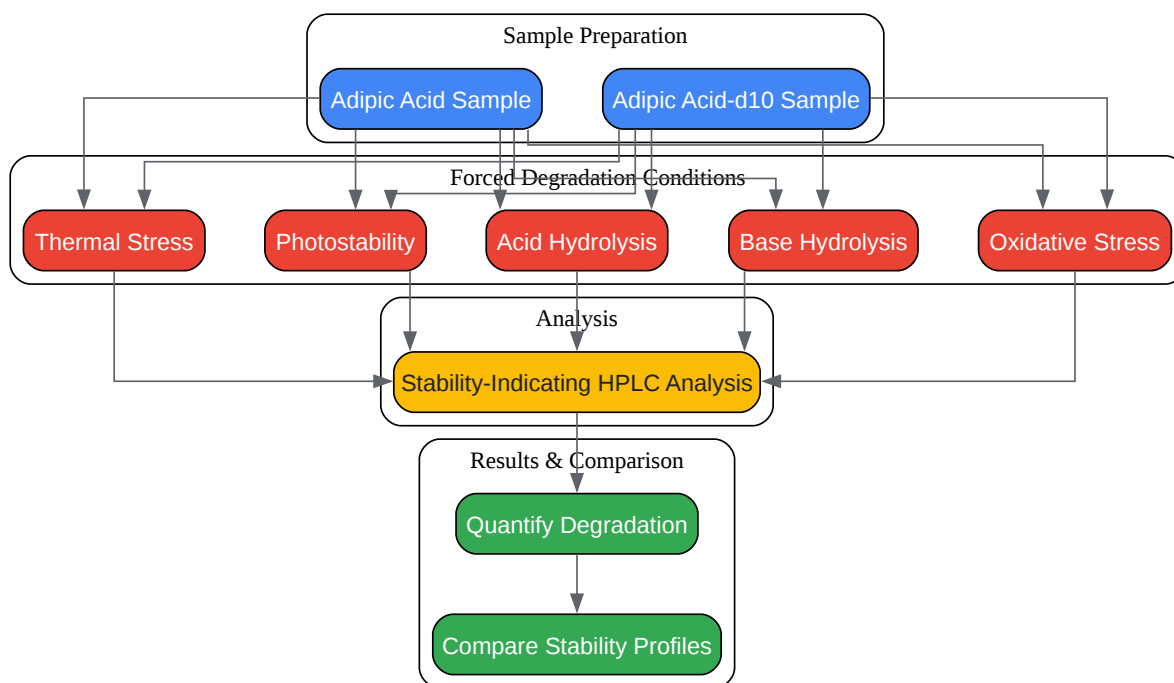 Sample Preparation
Adipic Acid Sample
Adipic Acid-d10 Sample
Forced Degradation Conditions
Thermal Stress
Photostability
Acid Hydrolysis
Base Hydrolysis
Oxidative Stress
Analysis
Stability-Indicating HPLC Analysis
Results & Comparison
Quantify Degradation
Compare Stability Profiles